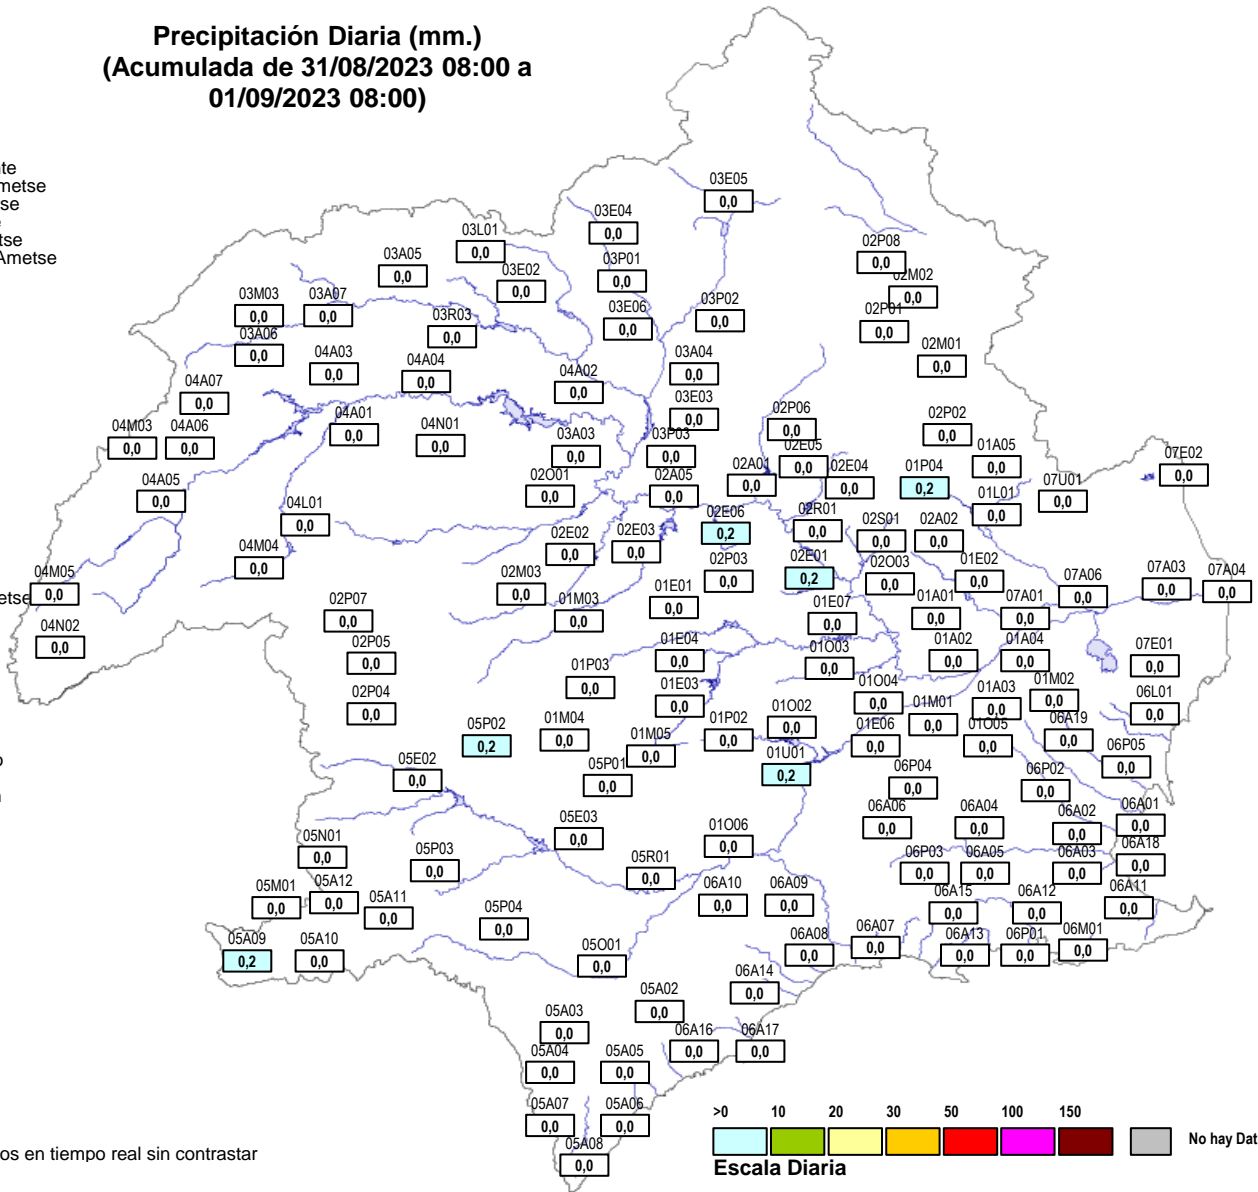 Precipitación Diaria (mm.)
(Acumulada de 31/08/2023 08:00 a
01/09/2023 08:00)
03E05
0,0
03E04
0,0
03L01
0,0
02P08
0,0
03A05
0,0
03P01
0,0
03E02
0,0
02M02
0,0
03M03
0,0
03A07
0,0
03P02
0,0
03E06
0,0
02P01
0,0
03R03
0,0
03A06
0,0
04A03
0,0
03A04
0,0
02M01
0,0
04A04
0,0
04A02
0,0
04A07
0,0
03E03
0,0
04A01
0,0
02P06
0,0
02P02
0,0
04M03
0,0
04A06
0,0
04N01
0,0
03A03
0,0
03P03
0,0
02E05
0,0
01A05
0,0
07E02
0,0
02A01
0,0
02E04
0,0
01P04
0,2
04A05
0,0
02O01
0,0
02A05
0,0
07U01
0,0
01L01
0,0
04L01
0,0
02E06
0,2
02R01
0,0
02S01
0,0
02A02
0,0
02E02
0,0
02E03
0,0
04M04
0,0
02P03
0,0
02E01
0,2
02O03
0,0
01E02
0,0
04M05
0,0
02M03
0,0
07A06
0,0
07A03
0,0
07A04
0,0
etse
01E01
0,0
02P07
0,0
01M03
0,0
01E07
0,0
01A01
0,0
07A01
0,0
04N02
0,0
02P05
0,0
01E04
0,0
01O03
0,0
01A02
0,0
01A04
0,0
07E01
0,0
01P03
0,0
01E03
0,0
01O04
0,0
01A03
0,0
01M02
0,0
06L01
0,0
02P04
0,0
01M01
0,0
05P02
0,2
01M04
0,0
01M05
0,0
01P02
0,0
01O02
0,0
01E06
0,0
01O05
0,0
06A19
0,0
06P05
0,0
05E02
0,0
05P01
0,0
01U01
0,2
06P04
0,0
06P02
0,0
06A06
0,0
06A04
0,0
06A02
0,0
06A01
0,0
05E03
0,0
01O06
0,0
05N01
0,0
05P03
0,0
05R01
0,0
06P03
0,0
06A05
0,0
06A03
0,0
06A18
0,0
05M01
0,0
05A12
0,0
05A11
0,0
06A10
0,0
06A09
0,0
06A15
0,0
06A12
0,0
06A11
0,0
05P04
0,0
05A09
0,2
05A10
0,0
05O01
0,0
06A08
0,0
06A07
0,0
06A13
0,0
06P01
0,0
06M01
0,0
06A14
0,0
05A02
0,0
05A03
0,0
06A16
0,0
06A17
0,0
05A04
0,0
05A05
0,0
05A07
0,0
05A06
0,0
05A08
0,0
>0 10 20 30 50 100 150
No hay Dat
Escala Diaria
os en tiempo real sin contrastar
te
metse
se
tse
Ametse